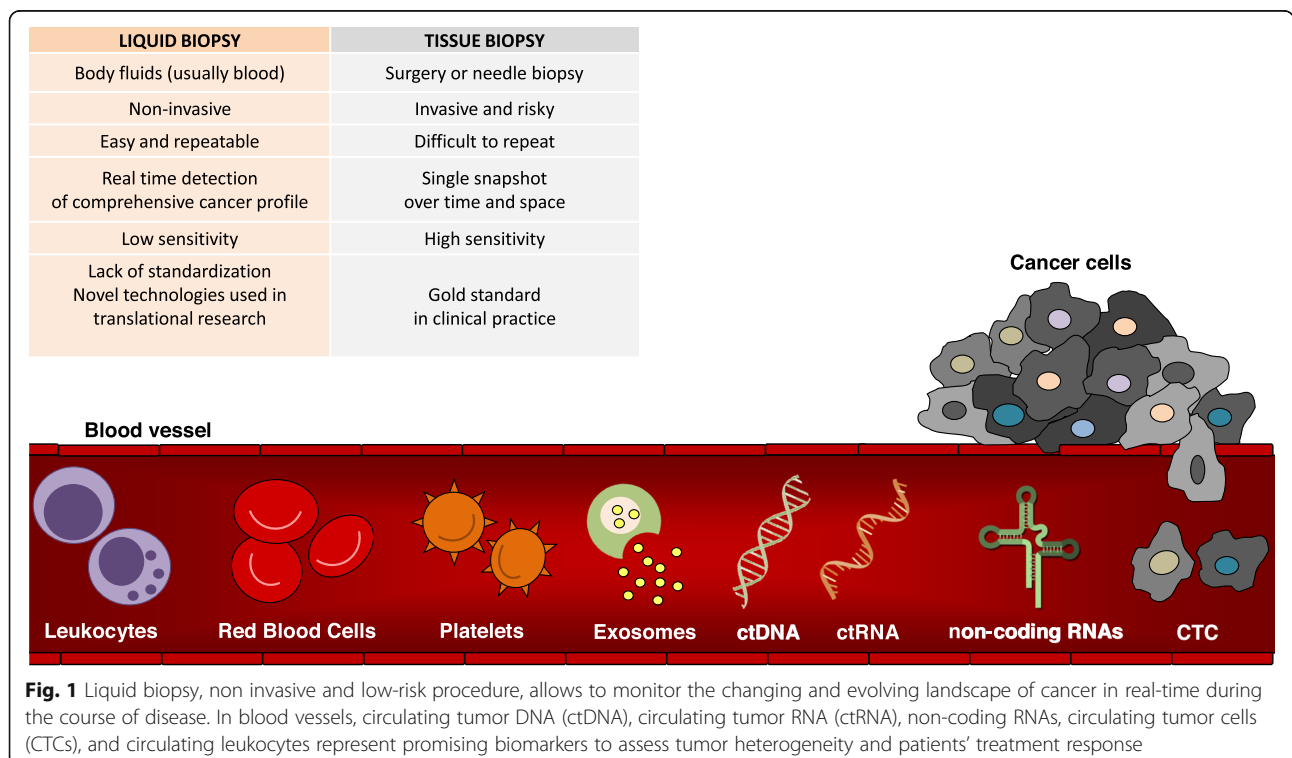 LIQUID BIOPSY
TISSUE BIOPSY
Body fluids (usually blood)
Surgery or needle biopsy
Non-invasive
Invasive and risky
Easy and repeatable
Difficult to repeat
Real time detection
of comprehensive cancer profile
Single snapshot
over time and space
Low sensitivity
High sensitivity
Lack of standardization
Novel technologies used in
translational research
Gold standard
in clinical practice
Cancer cells
Blood vessel
Leukocytes
Red Blood Cells
Platelets
Exosomes
ctDNA
ctRNA
non-coding RNAs
CTC
Fig. 1 Liquid biopsy, non invasive and low-risk procedure, allows to monitor the changing and evolving landscape of cancer in real-time during
the course of disease. In blood vessels, circulating tumor DNA (ctDNA), circulating tumor RNA (ctRNA), non-coding RNAs, circulating tumor cells
(CTCs), and circulating leukocytes represent promising biomarkers to assess tumor heterogeneity and patients’ treatment response